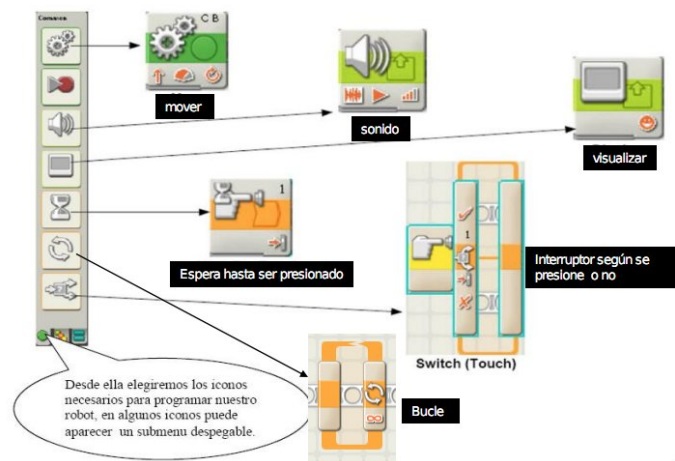 Comunes
C B
mover
sonido
visualizar
1
Espera hasta ser presionado
1
Interruptor según se
presione o no
Switch (Touch)
Desde ella elegiremos los iconos
necesarios para programar nuestro
robot, en algunos iconos puede
aparecer un submenu despegable.
Bucle